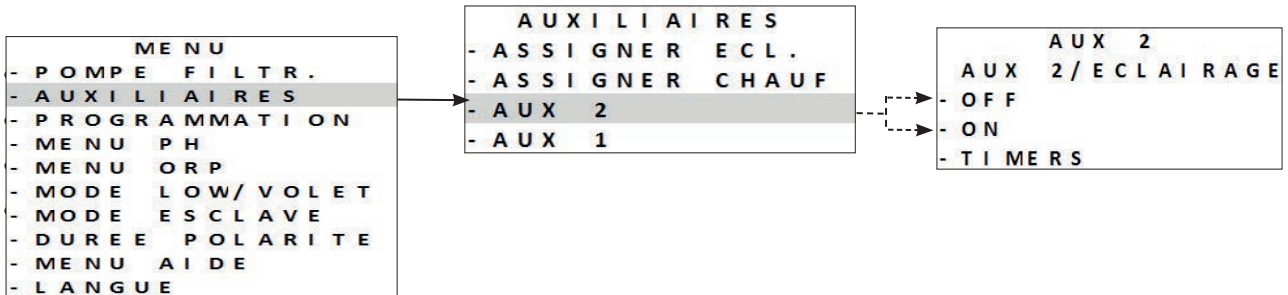 MENU
- POMPE FILTR.
- AUXILIAIRES
- PROGRAMMATION
- MENU PH
- MENU ORP
- MODE LOW/VOLET
- MODE ESCLAVE
- DUREE POLARITE
- MENU AIDE
- LANGUE
AUXILIAIRES
- ASSIGNER ECL.
- ASSIGNER CHAUF
- AUX 2
- AUX 1
AUX 2
AUX 2/ECLAIRAGE
- OFF
- ON
- TIMERS